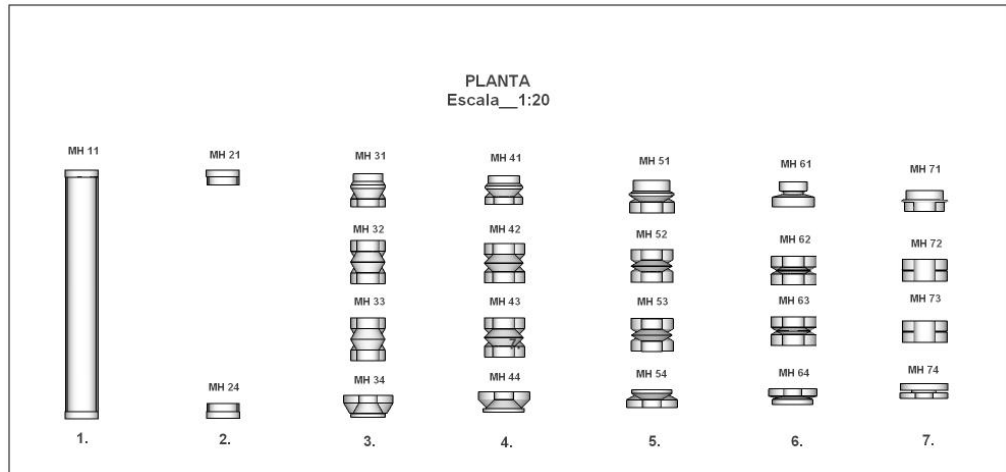 PLANTA
Escala__1:20
MH 11
MH 21
MH 31
MH 41
MH 51
MH 61
MH 71
MH 32
MH 42
MH 52
MH 62
MH 72
MH 33
MH 43
MH 53
MH 63
MH 73
MH 24
MH 34
MH 44
MH 54
MH 64
MH 74
1.
2.
3.
4.
5.
6.
7.